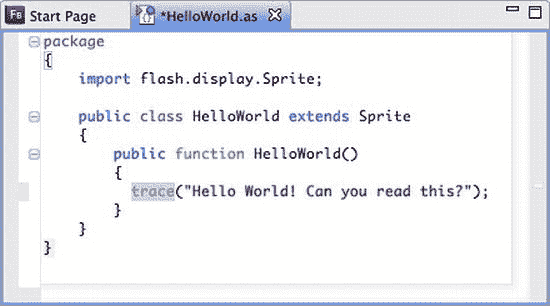 Fb Start Page *HelloWorld.as
package
{
import flash.display.Sprite;
public class HelloWorld extends Sprite
{
public function HelloWorld()
{
trace("Hello World! Can you read this?");
}
}
}